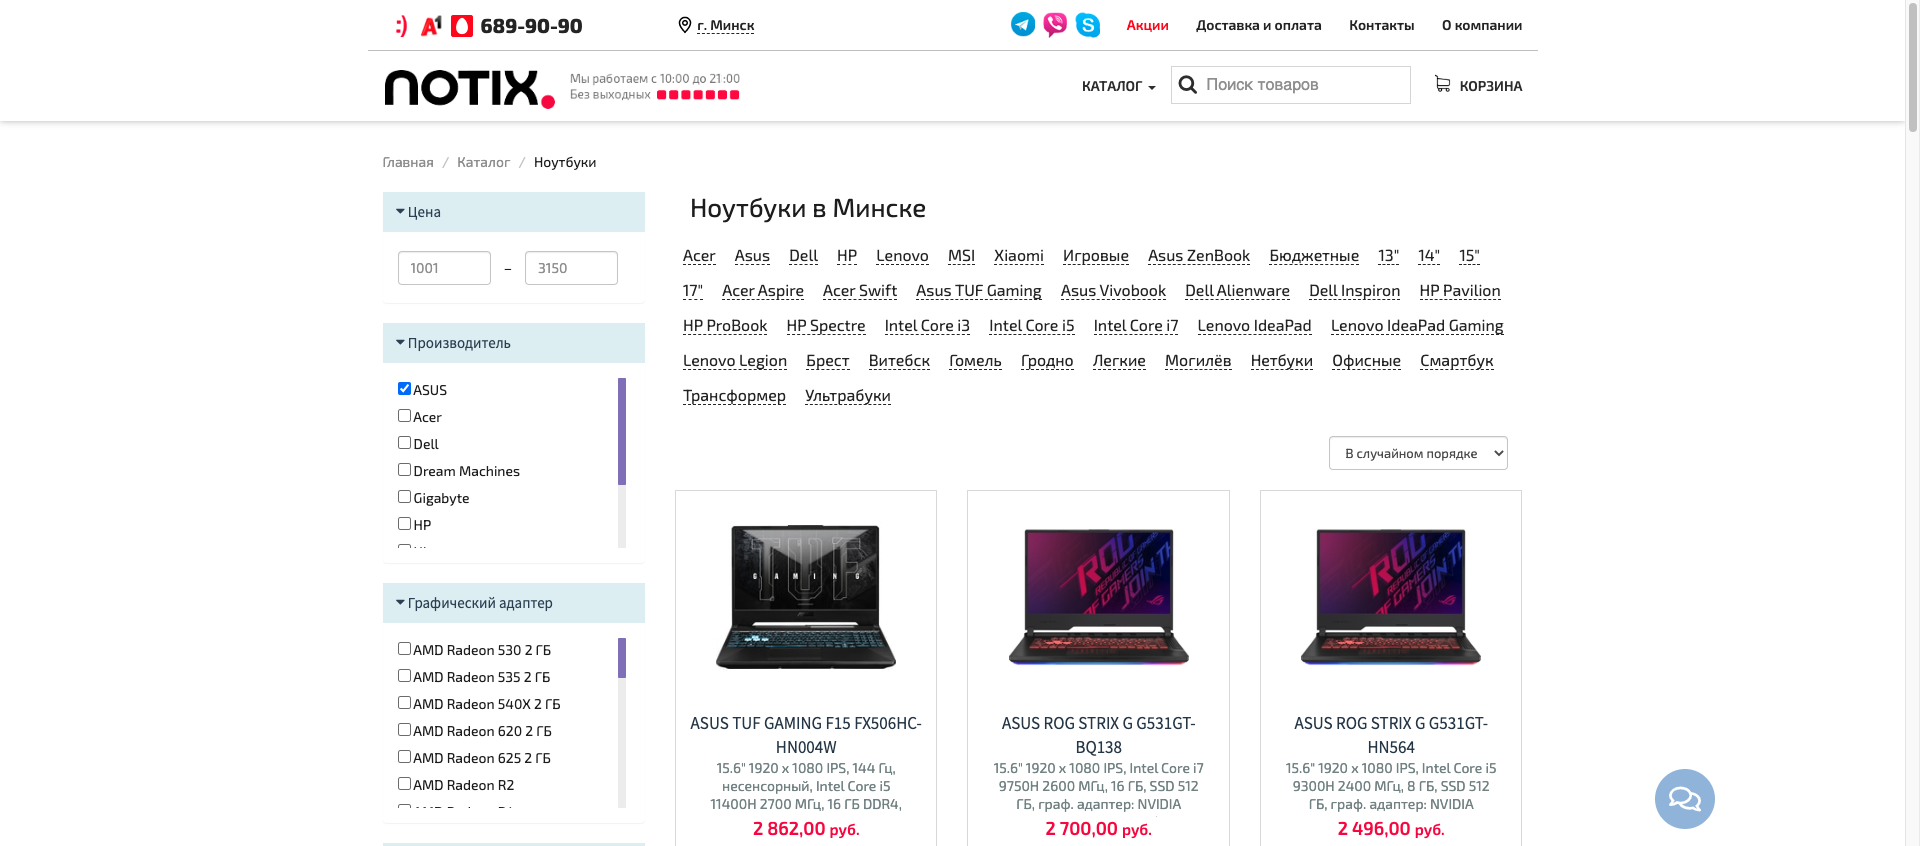 A1 689-90-90
г. Минск
Акции Доставка и оплата Контакты О компании
NOTIX.
Мы работаем с 10:00 до 21:00
Без выходных
КАТАЛОГ
Поиск товаров
КОРЗИНА
Главная / Каталог / Ноутбуки
Цена
1001 – 3150
Производитель
ASUS
Acer
Dell
Dream Machines
Gigabyte
HP
Графический адаптер
AMD Radeon 530 2 ГБ
AMD Radeon 535 2 ГБ
AMD Radeon 540X 2 ГБ
AMD Radeon 620 2 ГБ
AMD Radeon 625 2 ГБ
AMD Radeon R2
Ноутбуки в Минске
Acer Asus Dell HP Lenovo MSI Xiaomi Игровые Asus ZenBook Бюджетные 13" 14" 15"
17" Acer Aspire Acer Swift Asus TUF Gaming Asus Vivobook Dell Alienware Dell Inspiron HP Pavilion
HP ProBook HP Spectre Intel Core i3 Intel Core i5 Intel Core i7 Lenovo IdeaPad Lenovo IdeaPad Gaming
Lenovo Legion Брест Витебск Гомель Гродно Легкие Могилёв Нетбуки Офисные Смартбук
Трансформер Ультрабуки
В случайном порядке
TUF
GAMING
ASUS TUF GAMING F15 FX506HC-
HN004W
15.6" 1920 x 1080 IPS, 144 Гц,
несенсорный, Intel Core i5
11400H 2700 МГц, 16 ГБ DDR4,
2 862,00 руб.
ROG
ASUS ROG STRIX G G531GT-
BQ138
15.6" 1920 x 1080 IPS, Intel Core i7
9750H 2600 МГц, 16 ГБ, SSD 512
ГБ, граф. адаптер: NVIDIA
2 700,00 руб.
ROG
ASUS ROG STRIX G G531GT-
HN564
15.6" 1920 x 1080 IPS, Intel Core i5
9300H 2400 МГц, 8 ГБ, SSD 512
ГБ, граф. адаптер: NVIDIA
2 496,00 руб.